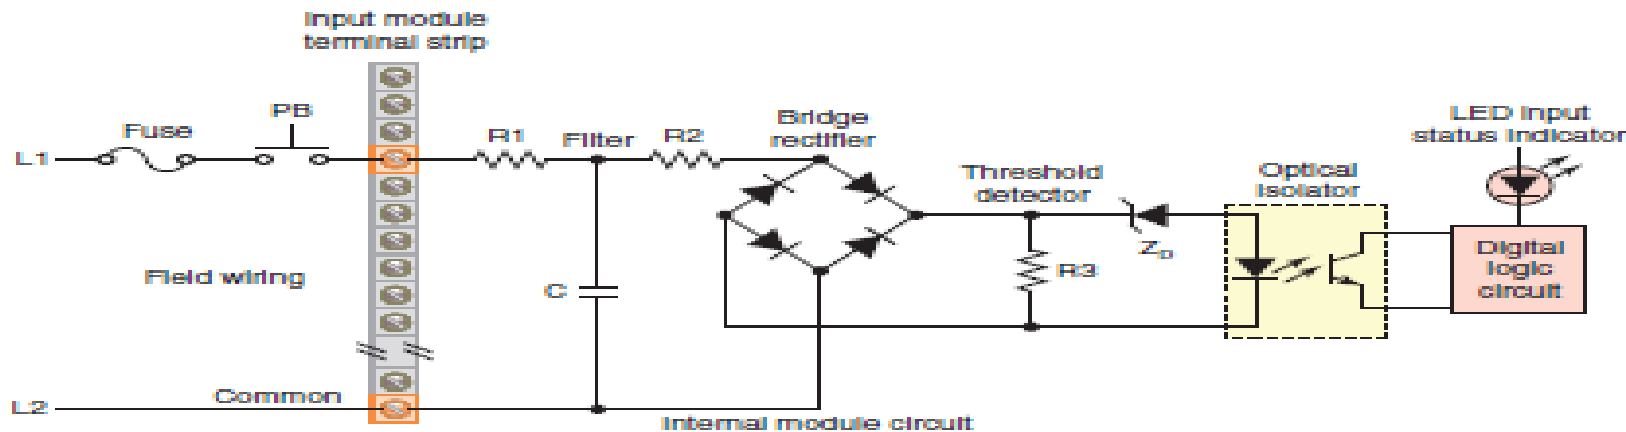 Input module
terminal strip
PB
Fuse
L1
R1
Filter
R2
Bridge
rectifier
Threshold
detector
Optical
isolator
LED input
status indicator
Z_D
R3
C
Digital
logic
circuit
Field wiring
Common
L2
Internal module circuit